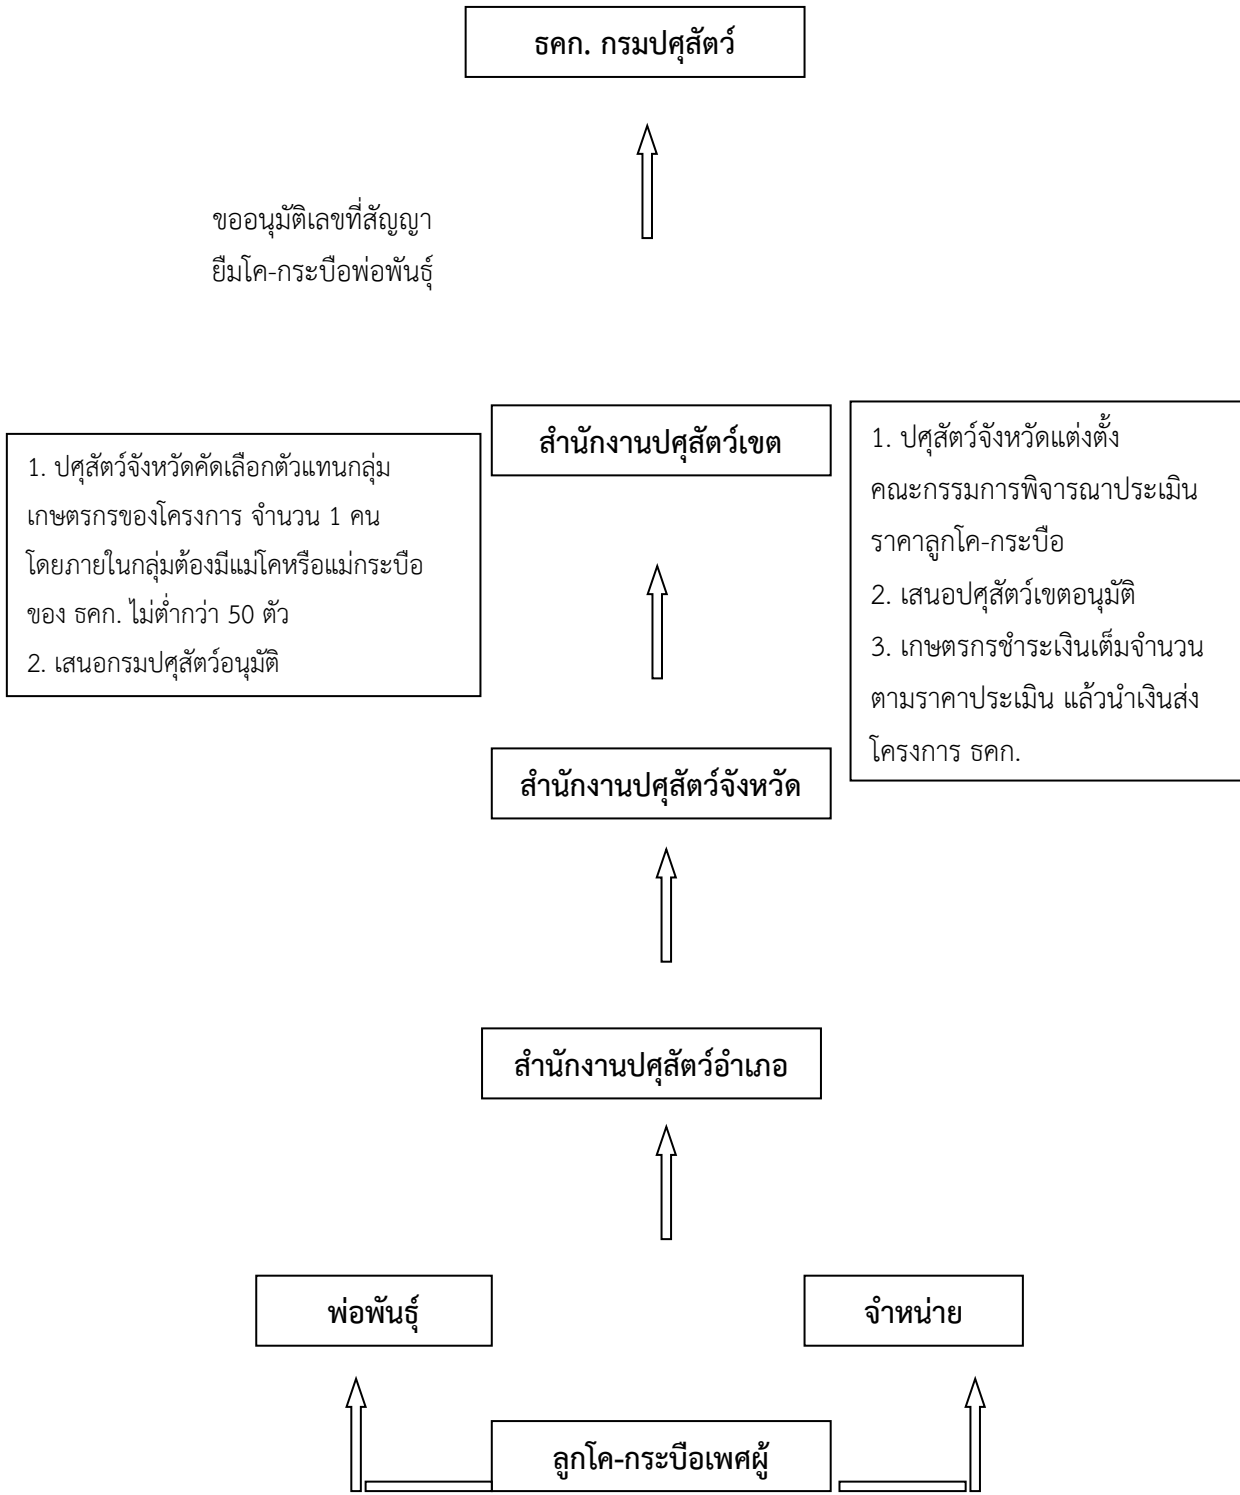 ธคก. กรมปศุสัตว์
ขออนุมัติเลขที่สัญญา
ยืมโค-กระบือพ่อพันธุ์
สำนักงานปศุสัตว์เขต
1. ปศุสัตว์จังหวัดคัดเลือกตัวแทนกลุ่ม
เกษตรกรของโครงการ จำนวน 1 คน
โดยภายในกลุ่มต้องมีแม่โคหรือแม่กระบือ
ของ ธคก. ไม่ต่ำกว่า 50 ตัว
2. เสนอกรมปศุสัตว์อนุมัติ
1. ปศุสัตว์จังหวัดแต่งตั้ง
คณะกรรมการพิจารณาประเมิน
ราคาลูกโค-กระบือ
2. เสนอปศุสัตว์เขตอนุมัติ
3. เกษตรกรชำระเงินเต็มจำนวน
ตามราคาประเมิน แล้วนำเงินส่ง
โครงการ ธคก.
สำนักงานปศุสัตว์จังหวัด
สำนักงานปศุสัตว์อำเภอ
พ่อพันธุ์
จำหน่าย
ลูกโค-กระบือเพศผู้